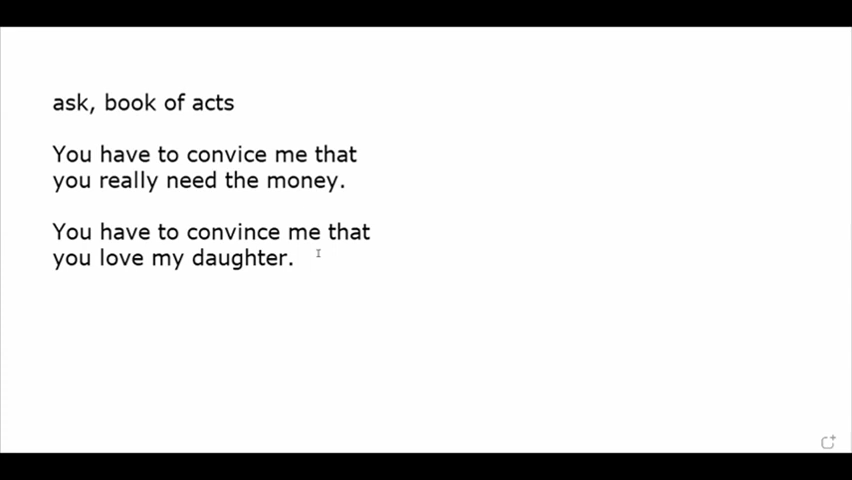 ask, book of acts
You have to convice me that
you really need the money.
You have to convince me that
you love my daughter.